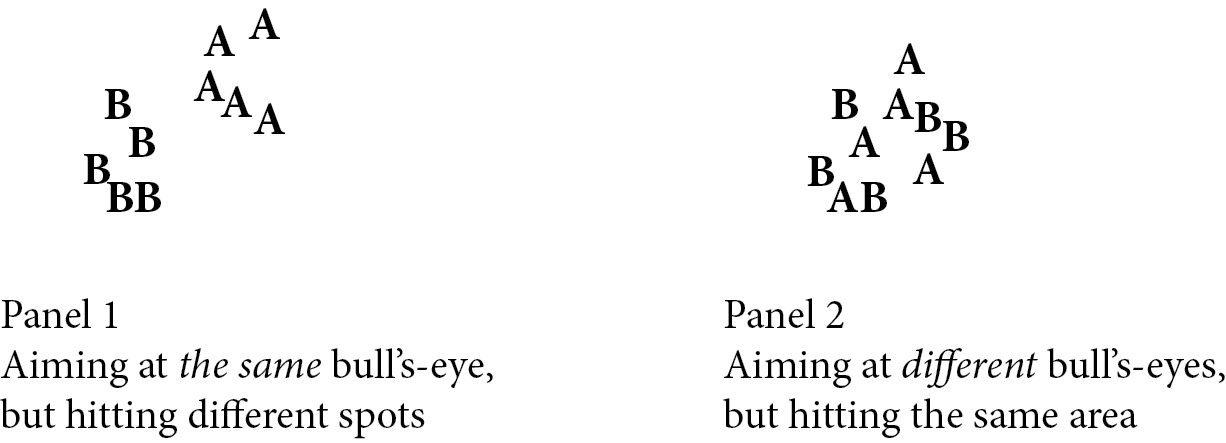 A A
A A A
B
B
B
BB
A
B A B B
A
B A
A B
Panel 1
Aiming at the same bull’s-eye,
but hitting different spots
Panel 2
Aiming at different bull’s-eyes,
but hitting the same area